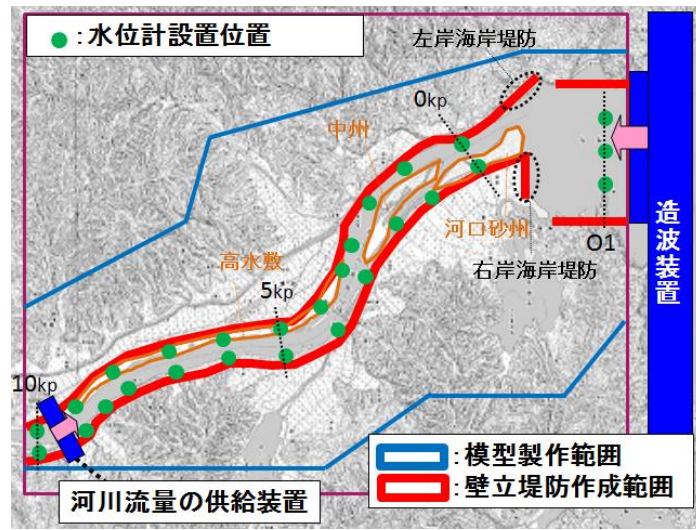 ●:水位計設置位置
左岸海岸堤防
0kp
中州
造波装置
河口砂州
O1
高水敷
右岸海岸堤防
5kp
10kp
:模型製作範囲
:壁立堤防作成範囲
河川流量の供給装置